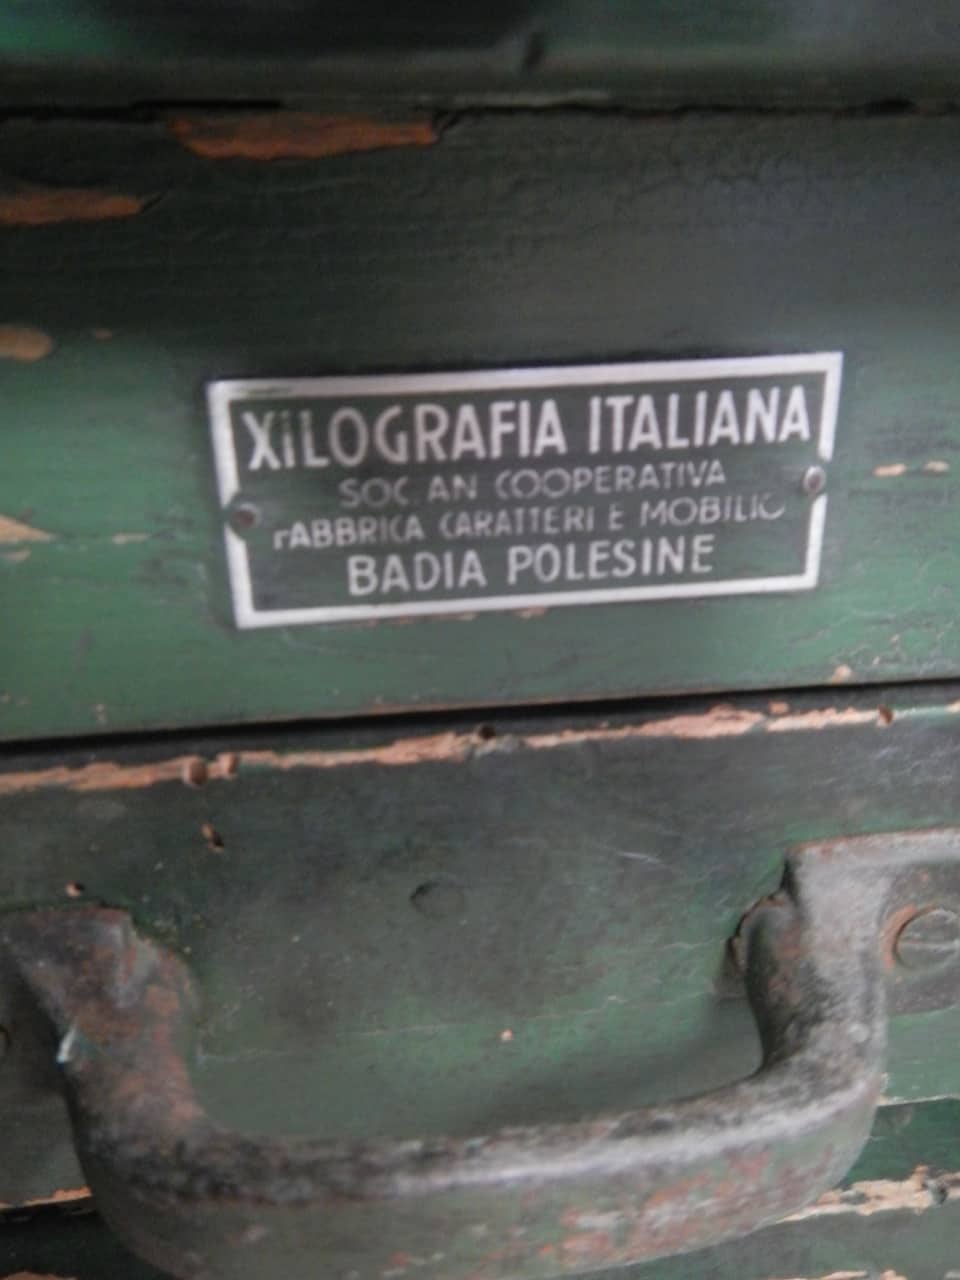 XiLOGRAFIA ITALIANA
SOC AN COOPERATIVA
FABBRICA CARATTERI E MOBILIO
BADIA POLESINE